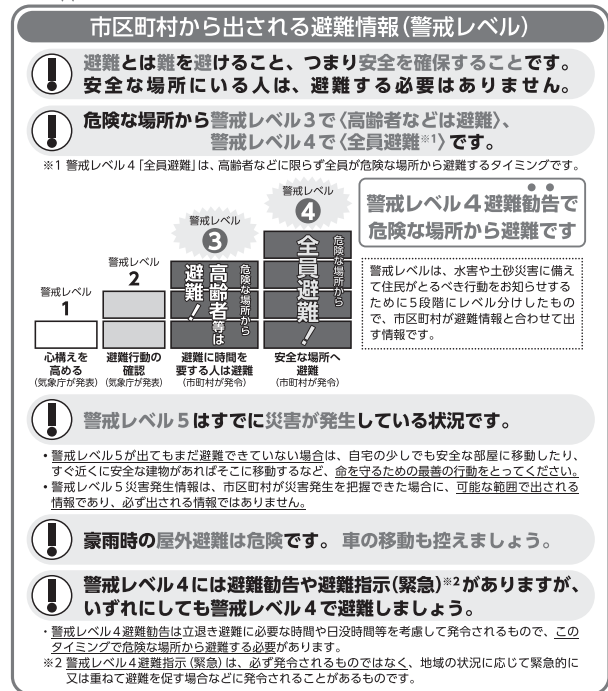 市区町村から出される避難情報(警戒レベル)
避難とは難を避けること、つまり安全を確保することです。
安全な場所にいる人は、避難する必要はありません。
危険な場所から警戒レベル3で〈高齢者などは避難〉、
警戒レベル4で〈全員避難※1〉です。
※1 警戒レベル4「全員避難」は、高齢者などに限らず全員が危険な場所から避難するタイミングです。
警戒レベル
1
心構えを
高める
(気象庁が発表)
警戒レベル
2
避難行動の
確認
(気象庁が発表)
警戒レベル
3
危険な場所から
高齢者等は
避難!
避難に時間を
要する人は避難
(市町村が発令)
警戒レベル
4
危険な場所から
全員避難!
安全な場所へ
避難
(市町村が発令)
警戒レベル4避難勧告で
危険な場所から避難です
警戒レベルは、水害や土砂災害に備え
て住民がとるべき行動をお知らせする
ために5段階にレベル分けしたもの
で、市区町村が避難情報と合わせて出
す情報です。
警戒レベル5はすでに災害が発生している状況です。
・警戒レベル5が出てもまだ避難できていない場合は、自宅の少しでも安全な部屋に移動したり、
すぐ近くに安全な建物があればそこに移動するなど、命を守るための最善の行動をとってください。
・警戒レベル5災害発生情報は、市区町村が災害発生を把握できた場合に、可能な範囲で出される
情報であり、必ず出される情報ではありません。
豪雨時の屋外避難は危険です。車の移動も控えましょう。
警戒レベル4には避難勧告や避難指示(緊急)※2がありますが、
いずれにしても警戒レベル4で避難しましょう。
・警戒レベル4避難勧告は立退き避難に必要な時間や日没時間等を考慮して発令されるもので、この
タイミングで危険な場所から避難する必要があります。
※2 警戒レベル4避難指示(緊急)は、必ず発令されるものではなく、地域の状況に応じて緊急的に
又は重ねて避難を促す場合などに発令されることがあるものです。